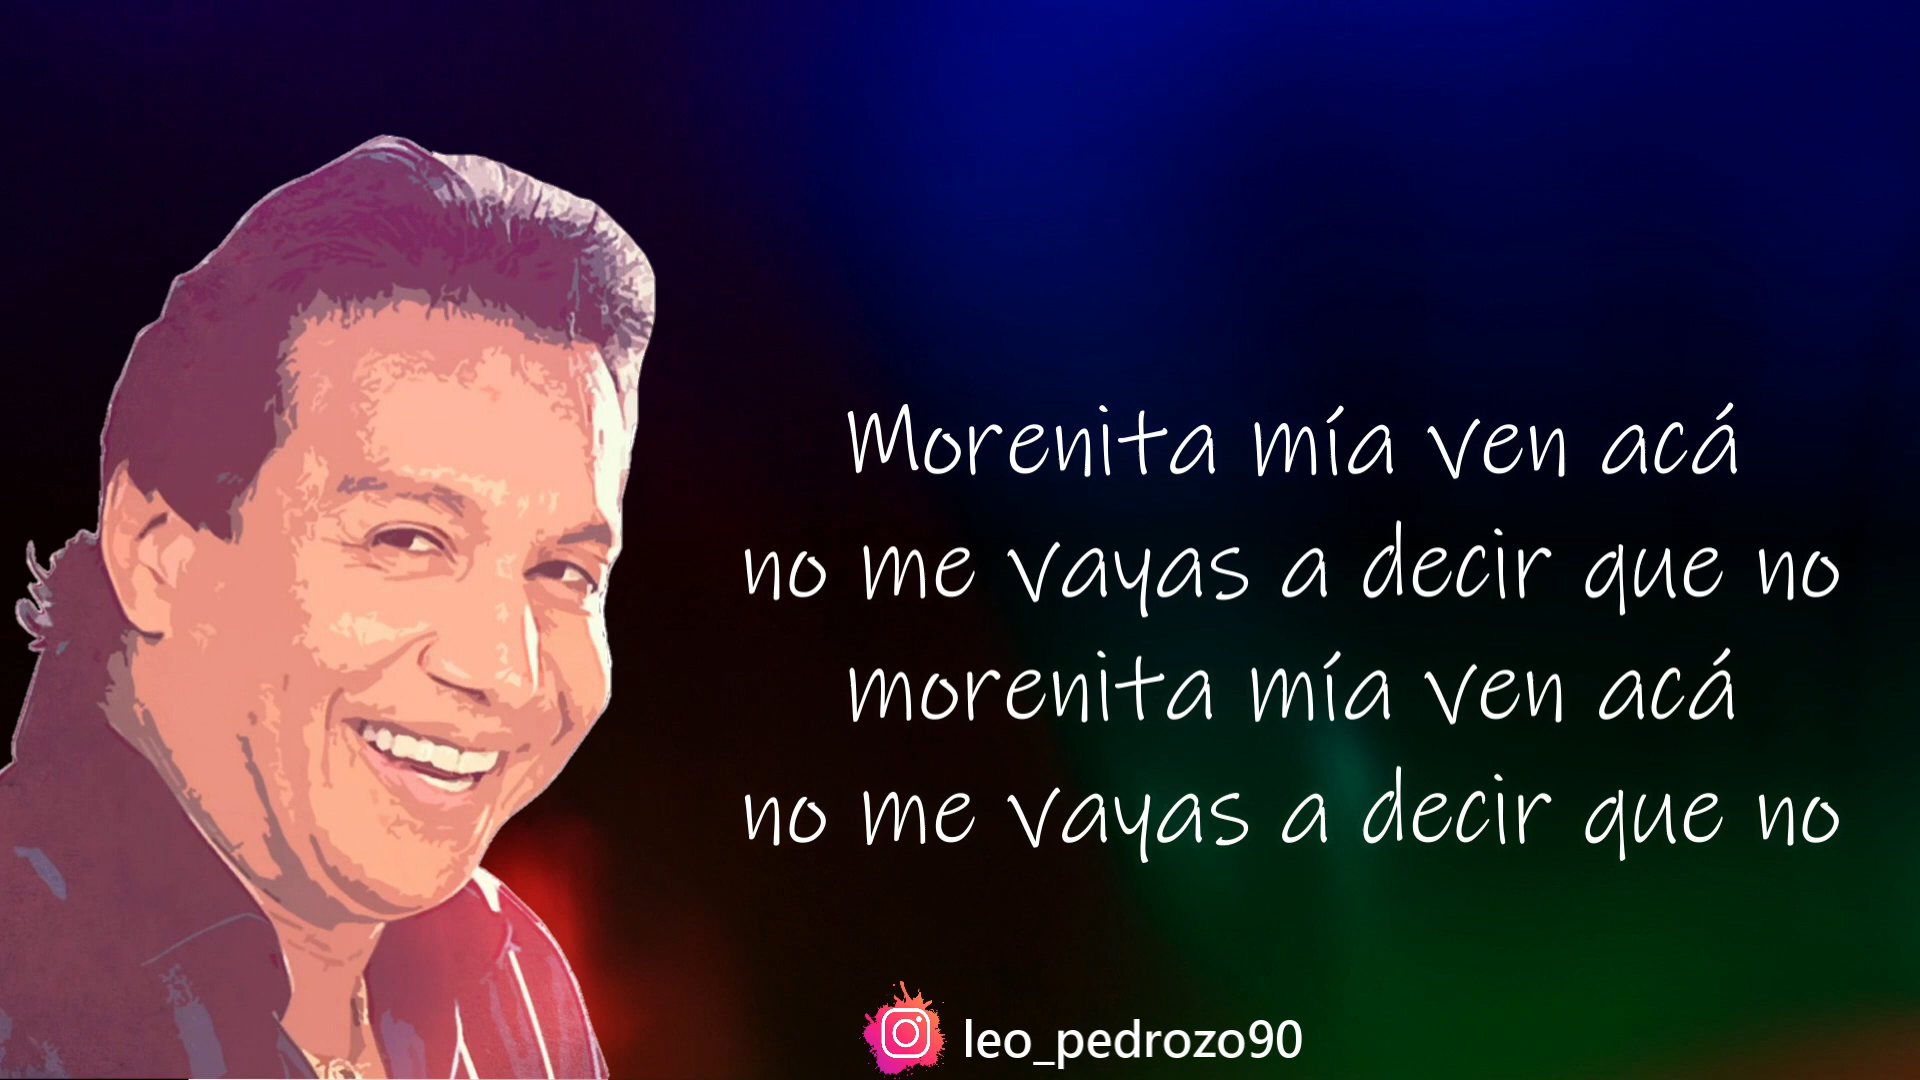 Morenita mía ven acá
no me vayas a decir que no
morenita mía ven acá
no me vayas a decir que no
leo_pedrozo90